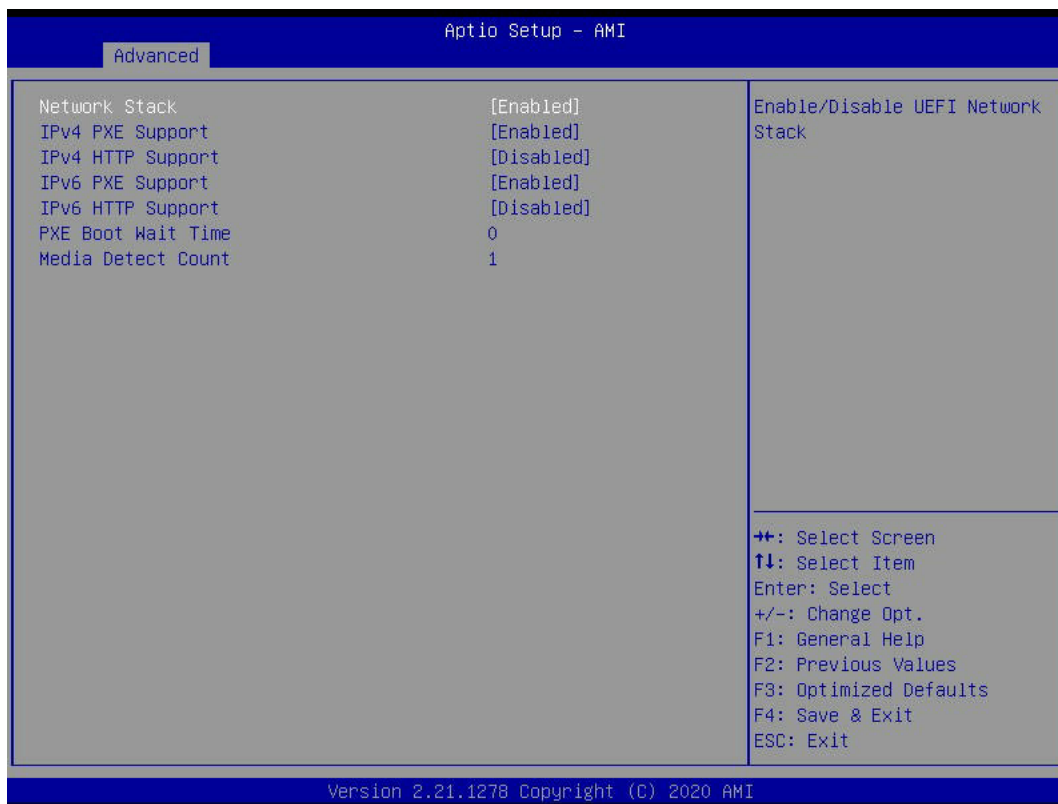 Aptio Setup - AMI
Advanced
Network Stack [Enabled]
IPv4 PXE Support [Enabled]
IPv4 HTTP Support [Disabled]
IPv6 PXE Support [Enabled]
IPv6 HTTP Support [Disabled]
PXE Boot Wait Time 0
Media Detect Count 1
Enable/Disable UEFI Network
Stack
→←: Select Screen
↑↓: Select Item
Enter: Select
+/-: Change Opt.
F1: General Help
F2: Previous Values
F3: Optimized Defaults
F4: Save & Exit
ESC: Exit
Version 2.21.1278 Copyright (C) 2020 AMI